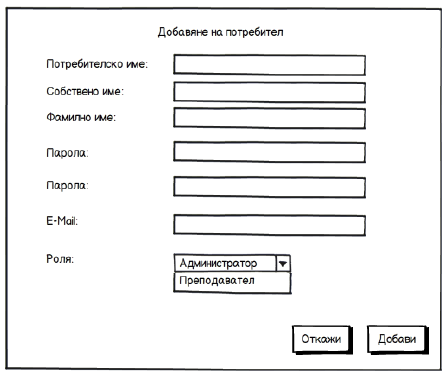 Добавяне на потребител
Потребителско име:
Собствено име:
Фамилно име:
Парола:
Парола:
E-Mail:
Роля:
Администратор
Преподавател
Откажи
Добави